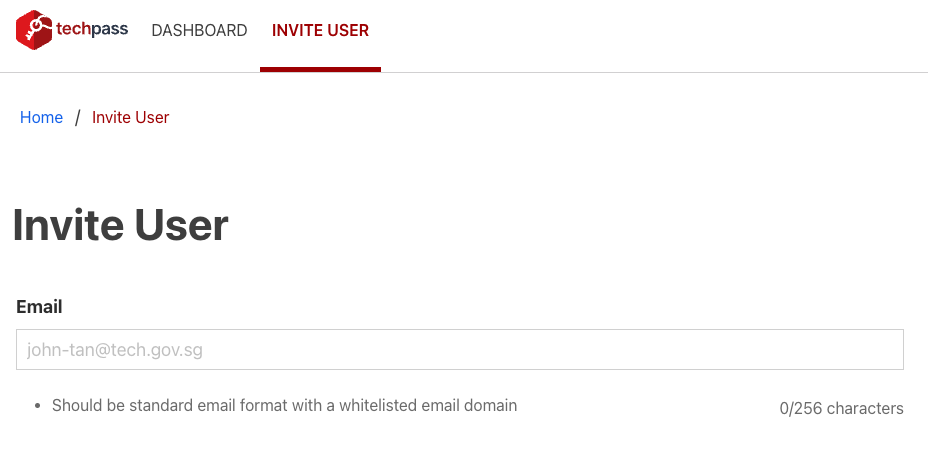 techpass DASHBOARD INVITE USER
Home / Invite User
Invite User
Email
john-tan@tech.gov.sg
• Should be standard email format with a whitelisted email domain
0/256 characters